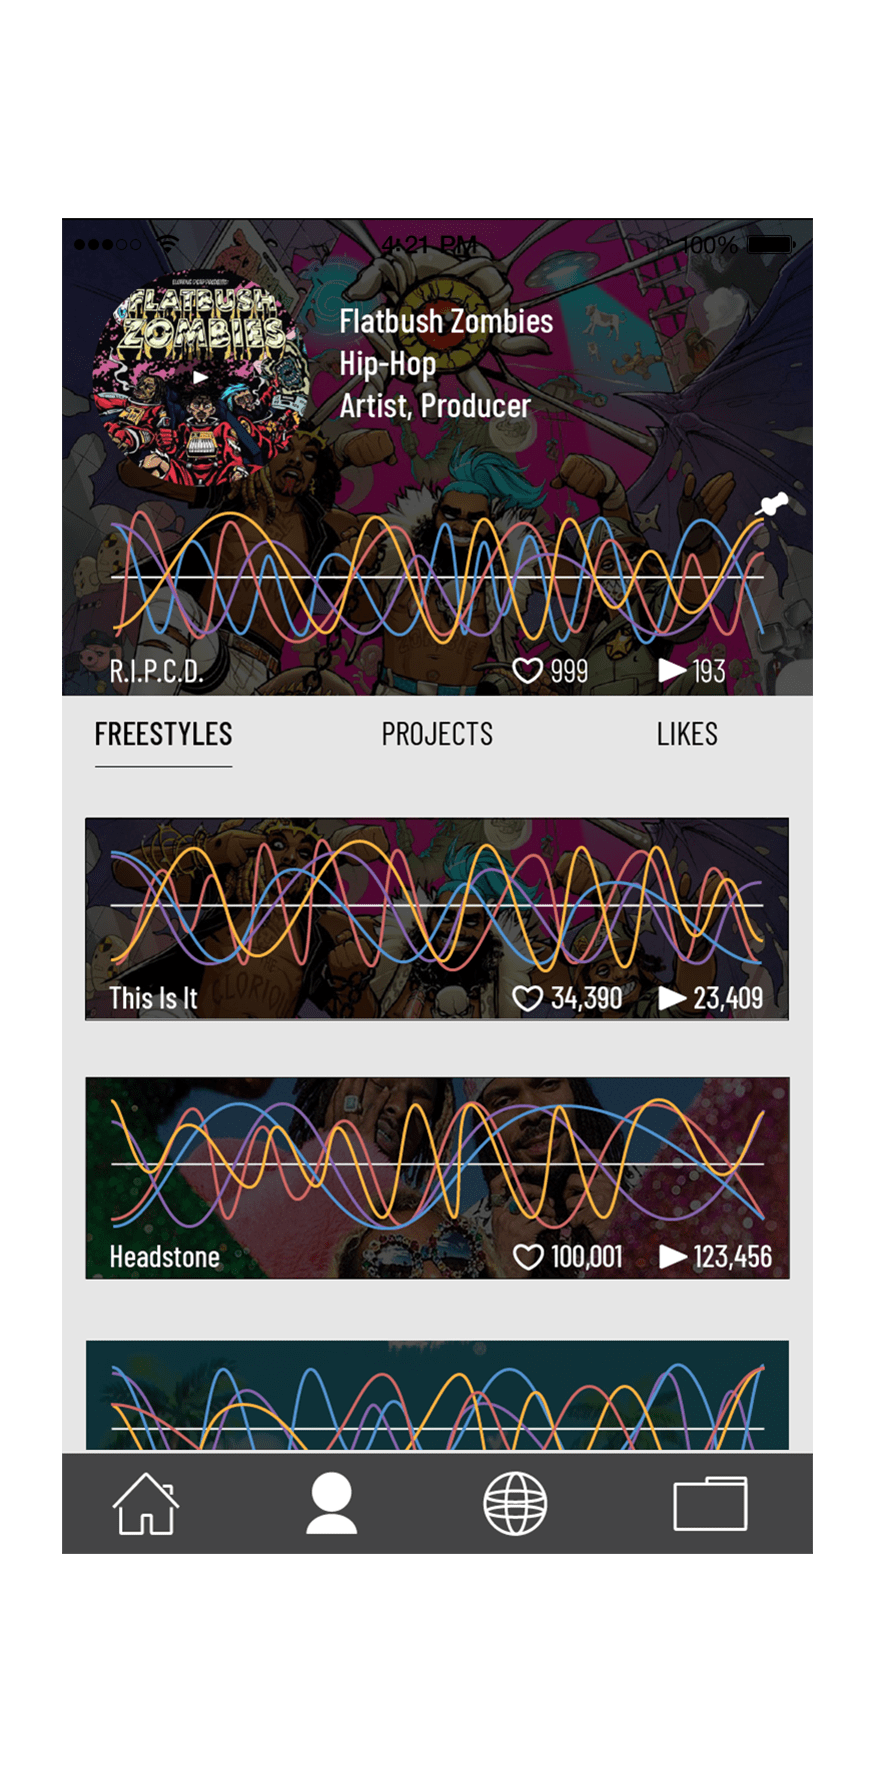 4:21 PM
100%
FLATBUSH
ZOMBIES
Flatbush Zombies
Hip-Hop
Artist, Producer
R.I.P.C.D.
999
193
FREESTYLES
PROJECTS
LIKES
GLORIOU
This Is It
34,390
23,409
Headstone
100,001
123,456